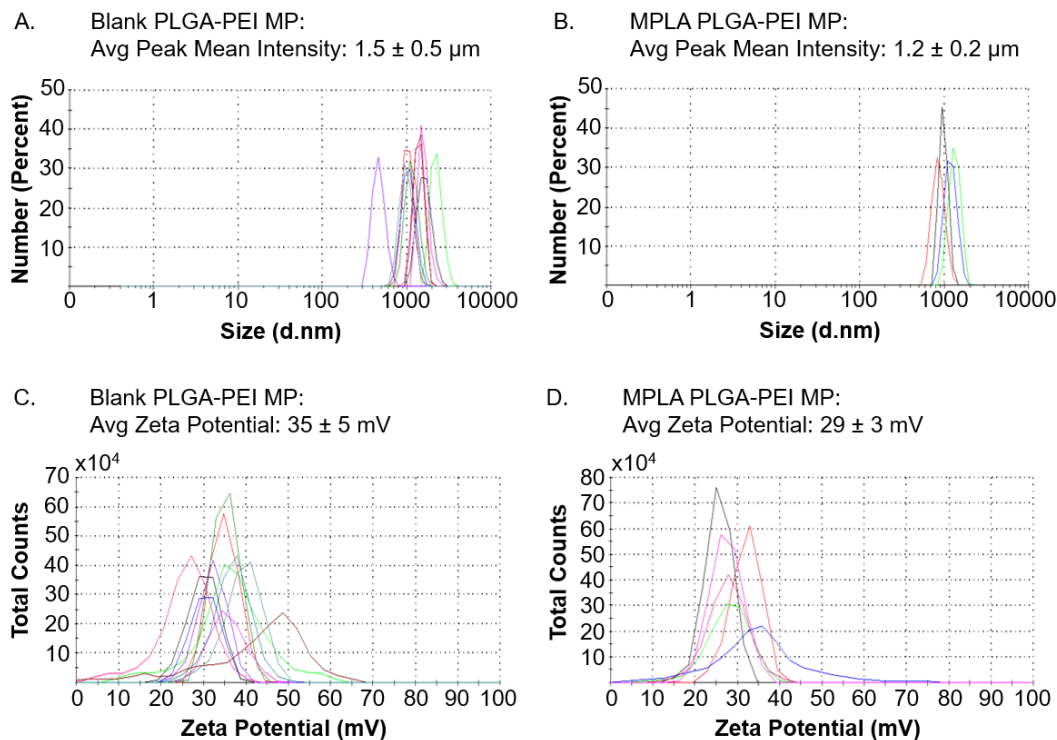 A. Blank PLGA-PEI MP:
Avg Peak Mean Intensity: 1.5 ± 0.5 µm
50
40
30
20
10
Number (Percent)
0 1 10 100 1000 10000
Size (d.nm)
B. MPLA PLGA-PEI MP:
Avg Peak Mean Intensity: 1.2 ± 0.2 µm
50
40
30
20
10
Number (Percent)
0 1 10 100 1000 10000
Size (d.nm)
C. Blank PLGA-PEI MP:
Avg Zeta Potential: 35 ± 5 mV
x10⁴
70
60
50
40
30
20
10
Total Counts
0 10 20 30 40 50 60 70 80 90 100
Zeta Potential (mV)
D. MPLA PLGA-PEI MP:
Avg Zeta Potential: 29 ± 3 mV
x10⁴
80
70
60
50
40
30
20
10
Total Counts
0 10 20 30 40 50 60 70 80 90 100
Zeta Potential (mV)